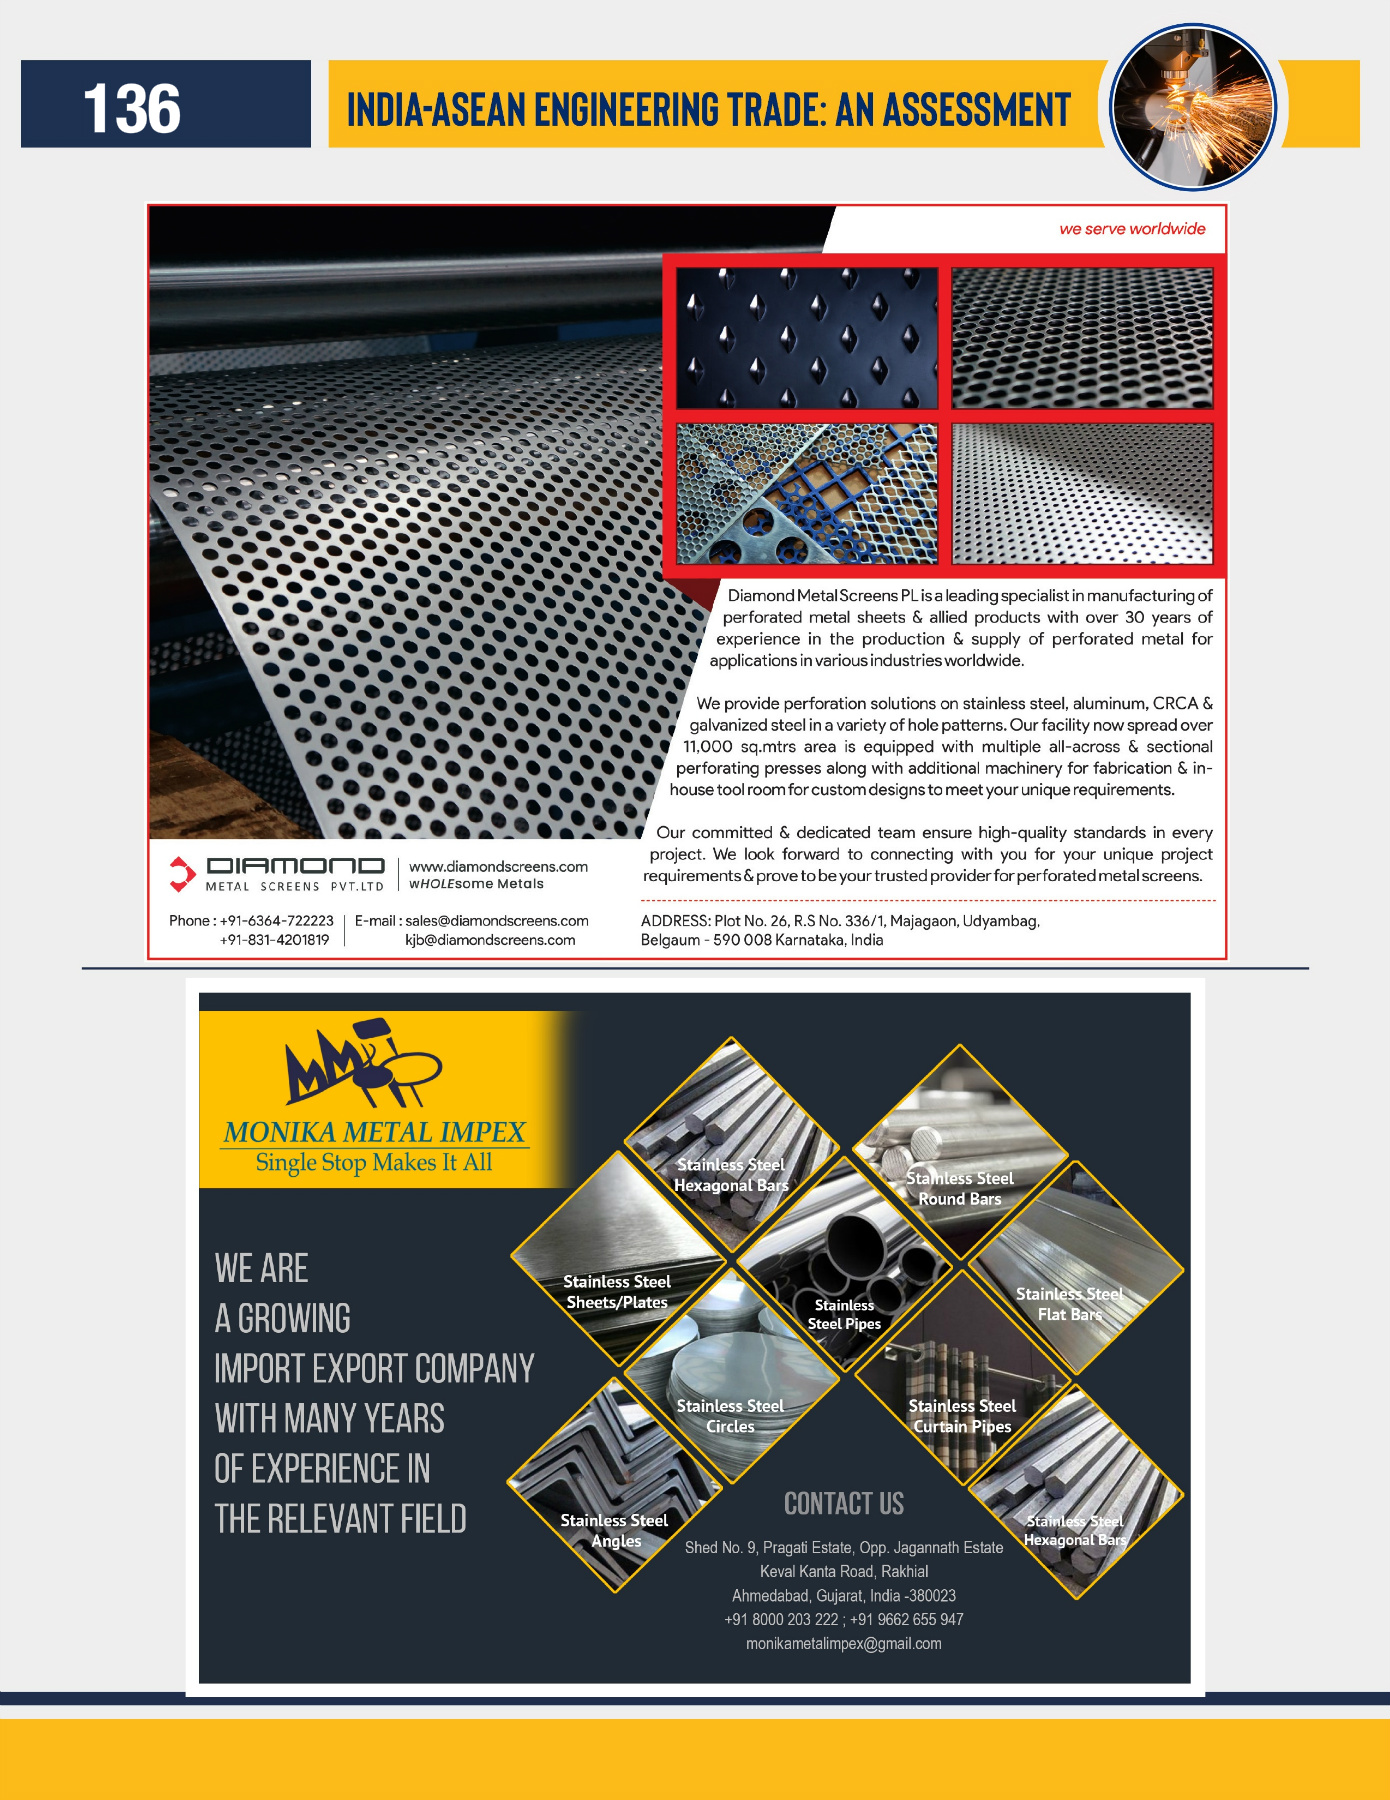 136
INDIA-ASEAN ENGINEERING TRADE: AN ASSESSMENT
we serve worldwide
Diamond Metal Screens PL is a leading specialist in manufacturing of
perforated metal sheets & allied products with over 30 years of
experience in the production & supply of perforated metal for
applications in various industries worldwide.
We provide perforation solutions on stainless steel, aluminum, CRCA &
galvanized steel in a variety of hole patterns. Our facility now spread over
11,000 sq.mtrs area is equipped with multiple all-across & sectional
perforating presses along with additional machinery for fabrication & in-
house tool room for custom designs to meet your unique requirements.
Our committed & dedicated team ensure high-quality standards in every
project. We look forward to connecting with you for your unique project
requirements & prove to be your trusted provider for perforated metal screens.
DIAMOND
METAL SCREENS PVT.LTD
www.diamondscreens.com
wHOLEsome Metals
Phone : +91-6364-722223
+91-831-4201819
E-mail : sales@diamondscreens.com
kjb@diamondscreens.com
ADDRESS: Plot No. 26, R.S No. 336/1, Majagaon, Udyambag,
Belgaum - 590 008 Karnataka, India
MM
MONIKA METAL IMPEX
Single Stop Makes It All
WE ARE
A GROWING
IMPORT EXPORT COMPANY
WITH MANY YEARS
OF EXPERIENCE IN
THE RELEVANT FIELD
Stainless Steel
Hexagonal Bars
Stainless Steel
Round Bars
Stainless Steel
Sheets/Plates
Stainless
Steel Pipes
Stainless Steel
Flat Bars
Stainless Steel
Circles
Stainless Steel
Curtain Pipes
Stainless Steel
Angles
Stainless Steel
Hexagonal Bars
CONTACT US
Shed No. 9, Pragati Estate, Opp. Jagannath Estate
Keval Kanta Road, Rakhial
Ahmedabad, Gujarat, India -380023
+91 8000 203 222 ; +91 9662 655 947
monikametalimpex@gmail.com